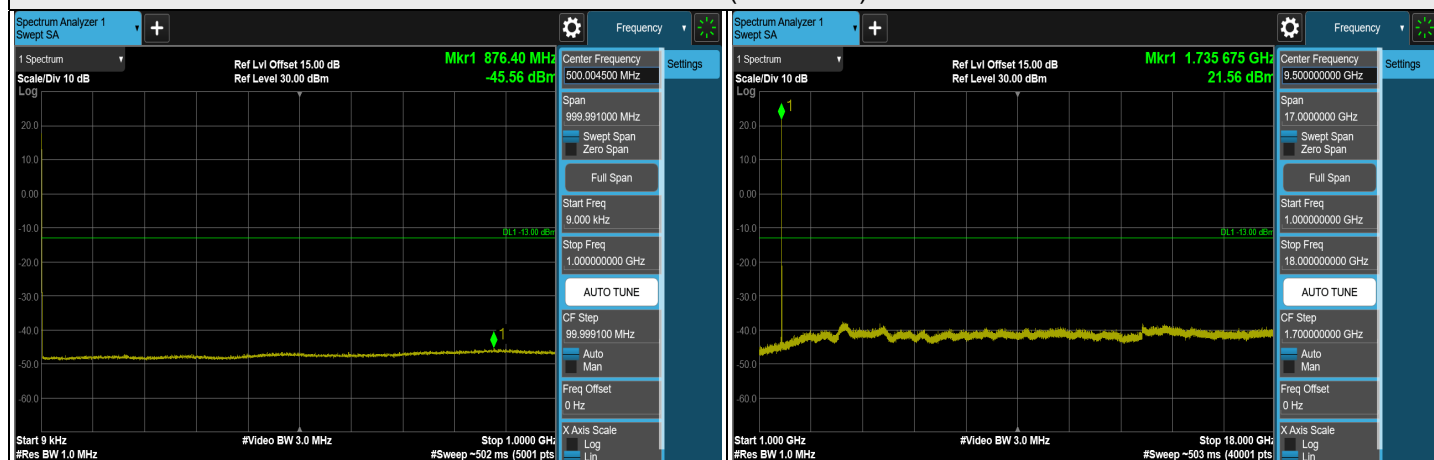 Spectrum Analyzer 1
Swept SA
+
Frequency
1 Spectrum
Scale/Div 10 dB
Ref Lvl Offset 15.00 dB
Ref Level 30.00 dBm
Mkr1 876.40 MHz
-45.56 dBm
Log
20.0
10.0
0.00
-10.0
-20.0
-30.0
-40.0
-50.0
-60.0
DL1 -13.00 dBm
1
Start 9 kHz
#Res BW 1.0 MHz
#Video BW 3.0 MHz
Stop 1.0000 GHz
#Sweep ~502 ms (5001 pts
Center Frequency
500.004500 MHz
Settings
Span
999.991000 MHz
Swept Span
Zero Span
Full Span
Start Freq
9.000 kHz
Stop Freq
1.000000000 GHz
AUTO TUNE
CF Step
99.999100 MHz
Auto
Man
Freq Offset
0 Hz
X Axis Scale
Log
Lin
Spectrum Analyzer 1
Swept SA
+
Frequency
1 Spectrum
Scale/Div 10 dB
Ref Lvl Offset 15.00 dB
Ref Level 30.00 dBm
Mkr1 1.735 675 GHz
21.56 dBm
Log
1
20.0
10.0
0.00
-10.0
-20.0
-30.0
-40.0
-50.0
-60.0
DL1 -13.00 dBm
Start 1.000 GHz
#Res BW 1.0 MHz
#Video BW 3.0 MHz
Stop 18.000 GHz
#Sweep ~503 ms (40001 pts
Center Frequency
9.500000000 GHz
Settings
Span
17.0000000 GHz
Swept Span
Zero Span
Full Span
Start Freq
1.000000000 GHz
Stop Freq
18.000000000 GHz
AUTO TUNE
CF Step
1.700000000 GHz
Auto
Man
Freq Offset
0 Hz
X Axis Scale
Log
Lin